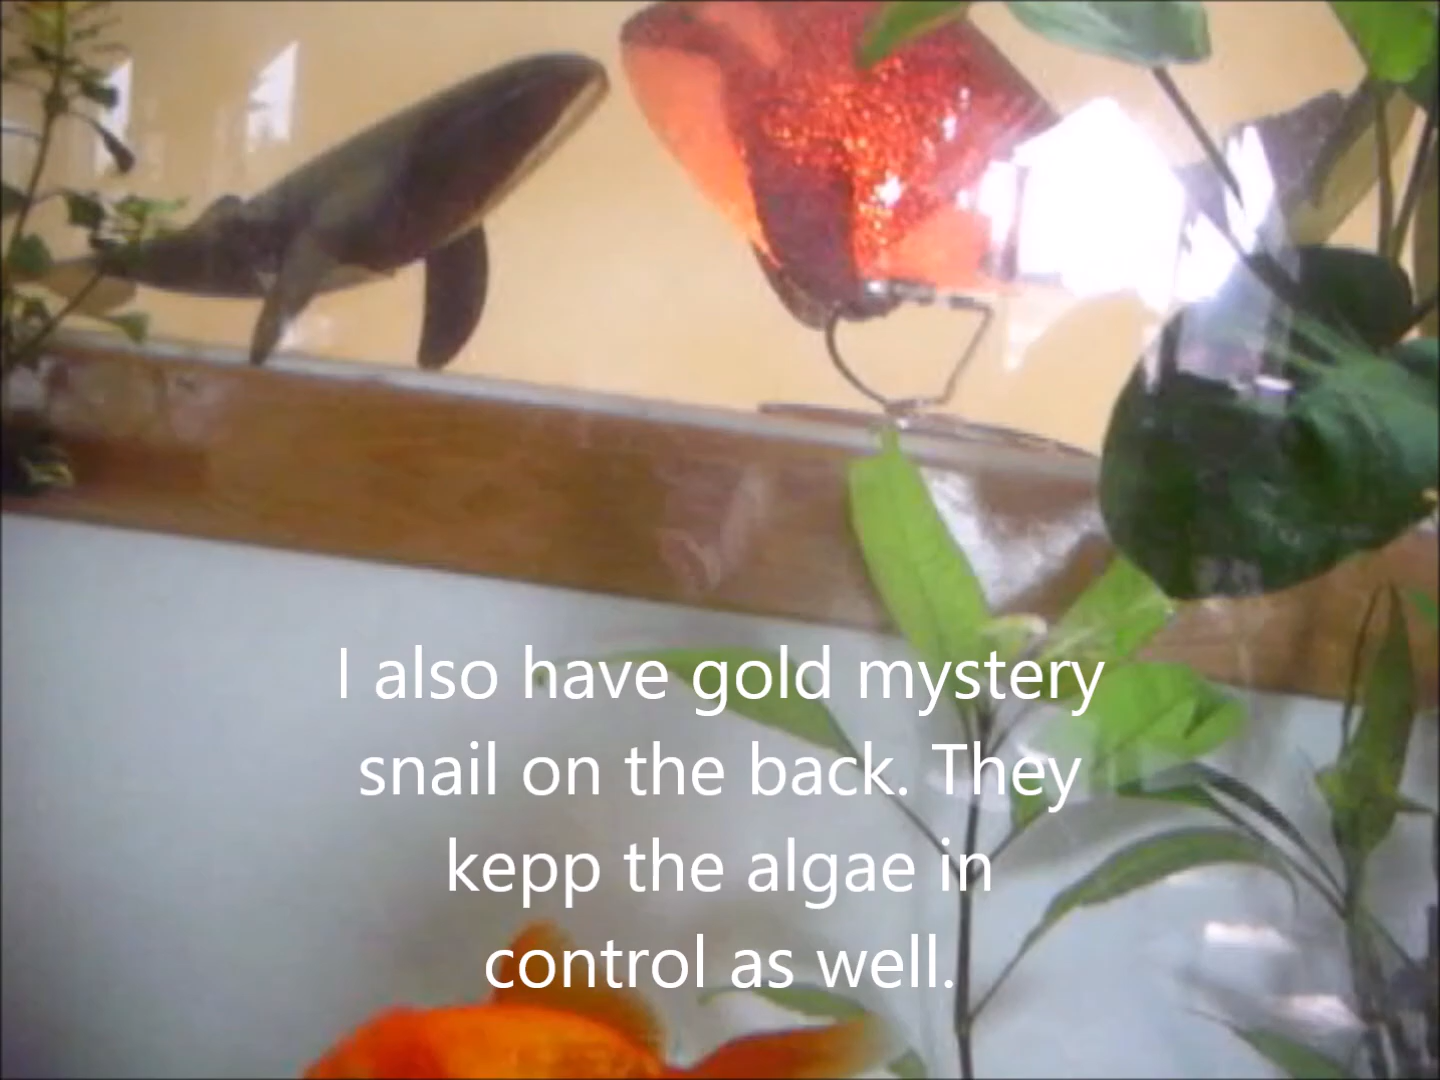 I also have gold mystery
snail on the back. They
kepp the algae in
control as well.